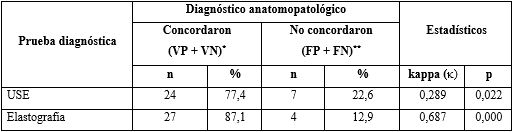 Prueba diagnóstica Diagnóstico anatomopatológico Estadísticos
Concordaron (VP + VN)* No concordaron (FP + FN)**
n % n % kappa (κ) p
USE 24 77,4 7 22,6 0,289 0,022
Elastografía 27 87,1 4 12,9 0,687 0,000